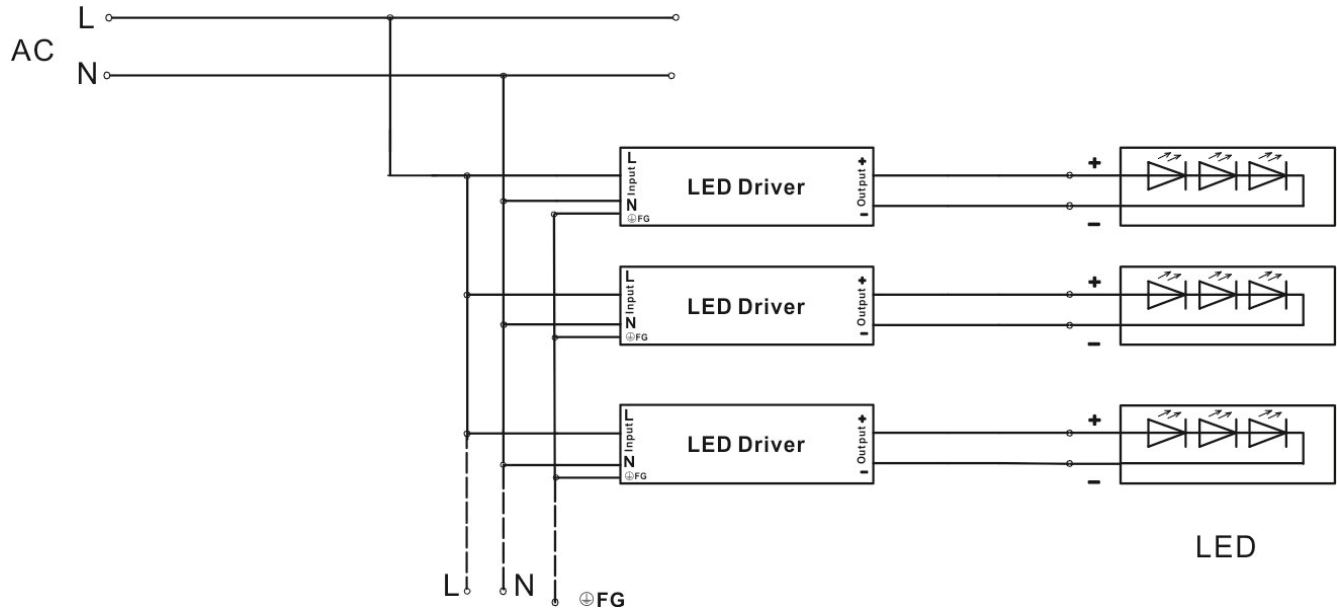 L
AC
N
L
Input
N
⏚FG
LED Driver
+
Output
-
+
-
L
Input
N
⏚FG
LED Driver
+
Output
-
+
-
L
Input
N
⏚FG
LED Driver
+
Output
-
+
-
LED
L
N
⏚FG